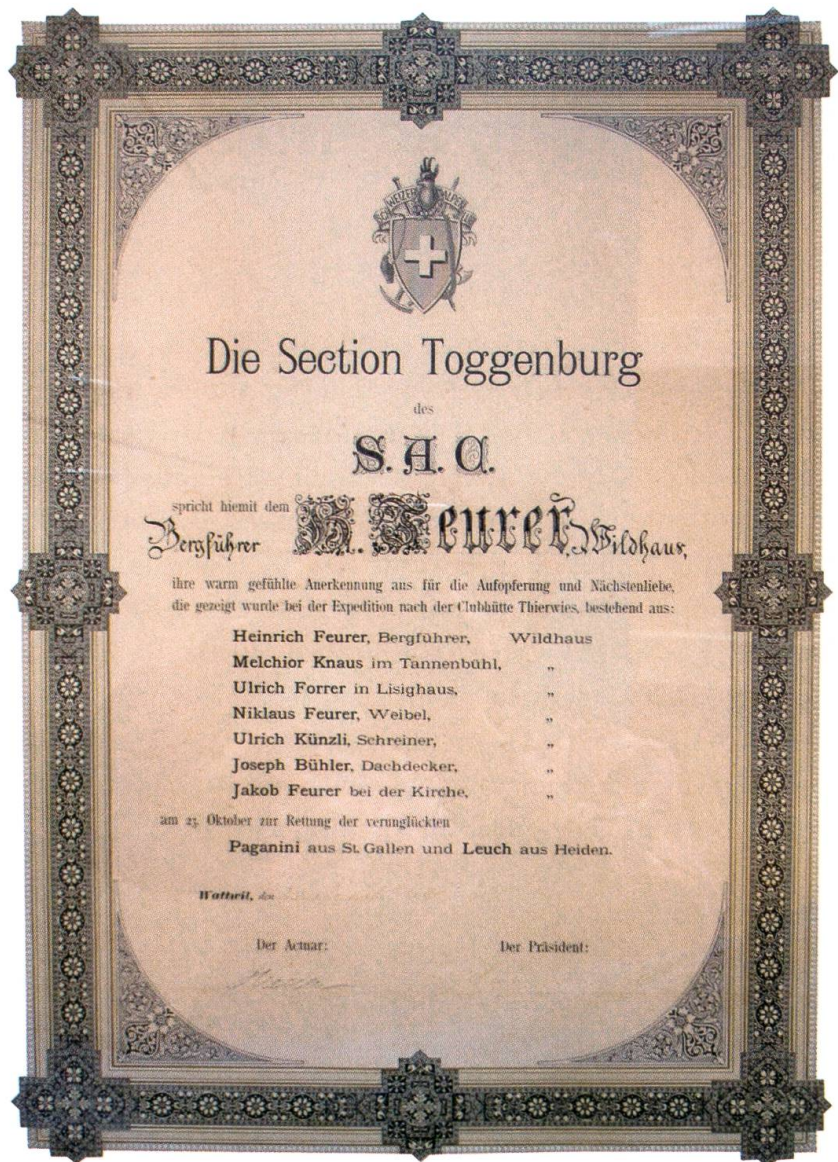 SCHWEIZER ALPENCLUB
Die Section Toggenburg
des
S. A. C.
spricht hiemit dem
Bergführer H. Feurer, Wildhaus,
ihre warm gefühlte Anerkennung aus für die Aufopferung und Nächstenliebe,
die gezeigt wurde bei der Expedition nach der Clubhütte Thierwies, bestehend aus:
Heinrich Feurer, Bergführer, Wildhaus
Melchior Knaus im Tannenbühl, „
Ulrich Forrer in Lisighaus, „
Niklaus Feurer, Weibel, „
Ulrich Künzli, Schreiner, „
Joseph Bühler, Dachdecker, „
Jakob Feurer bei der Kirche, „
am 23. Oktober zur Rettung der verunglückten
Paganini aus St. Gallen und Leuch aus Heiden.
Wattwil, den
Der Actuar: Der Präsident: